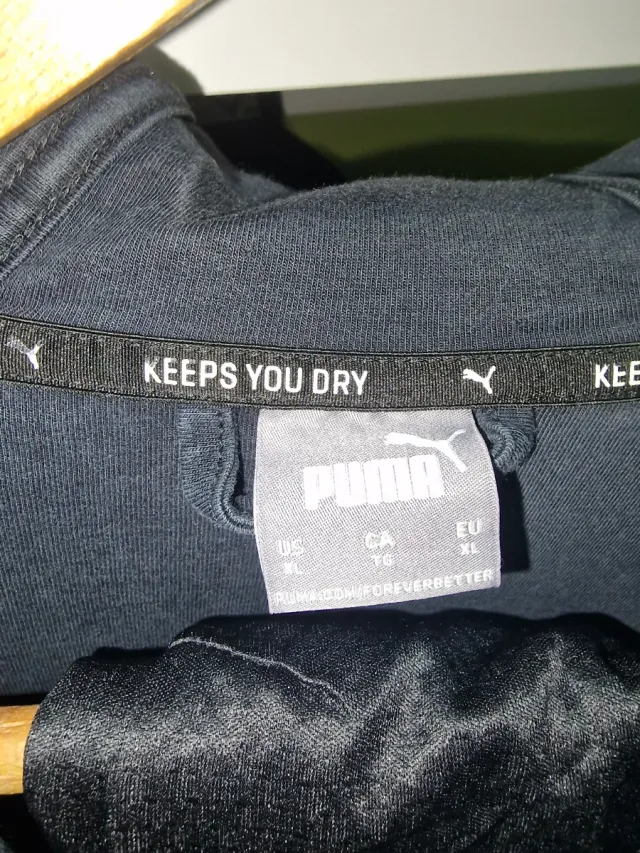 KEEPS YOU DRY
KEE
PUMA
US CA EU
XL TG XL
PUMA.COM/FOREVERBETTER